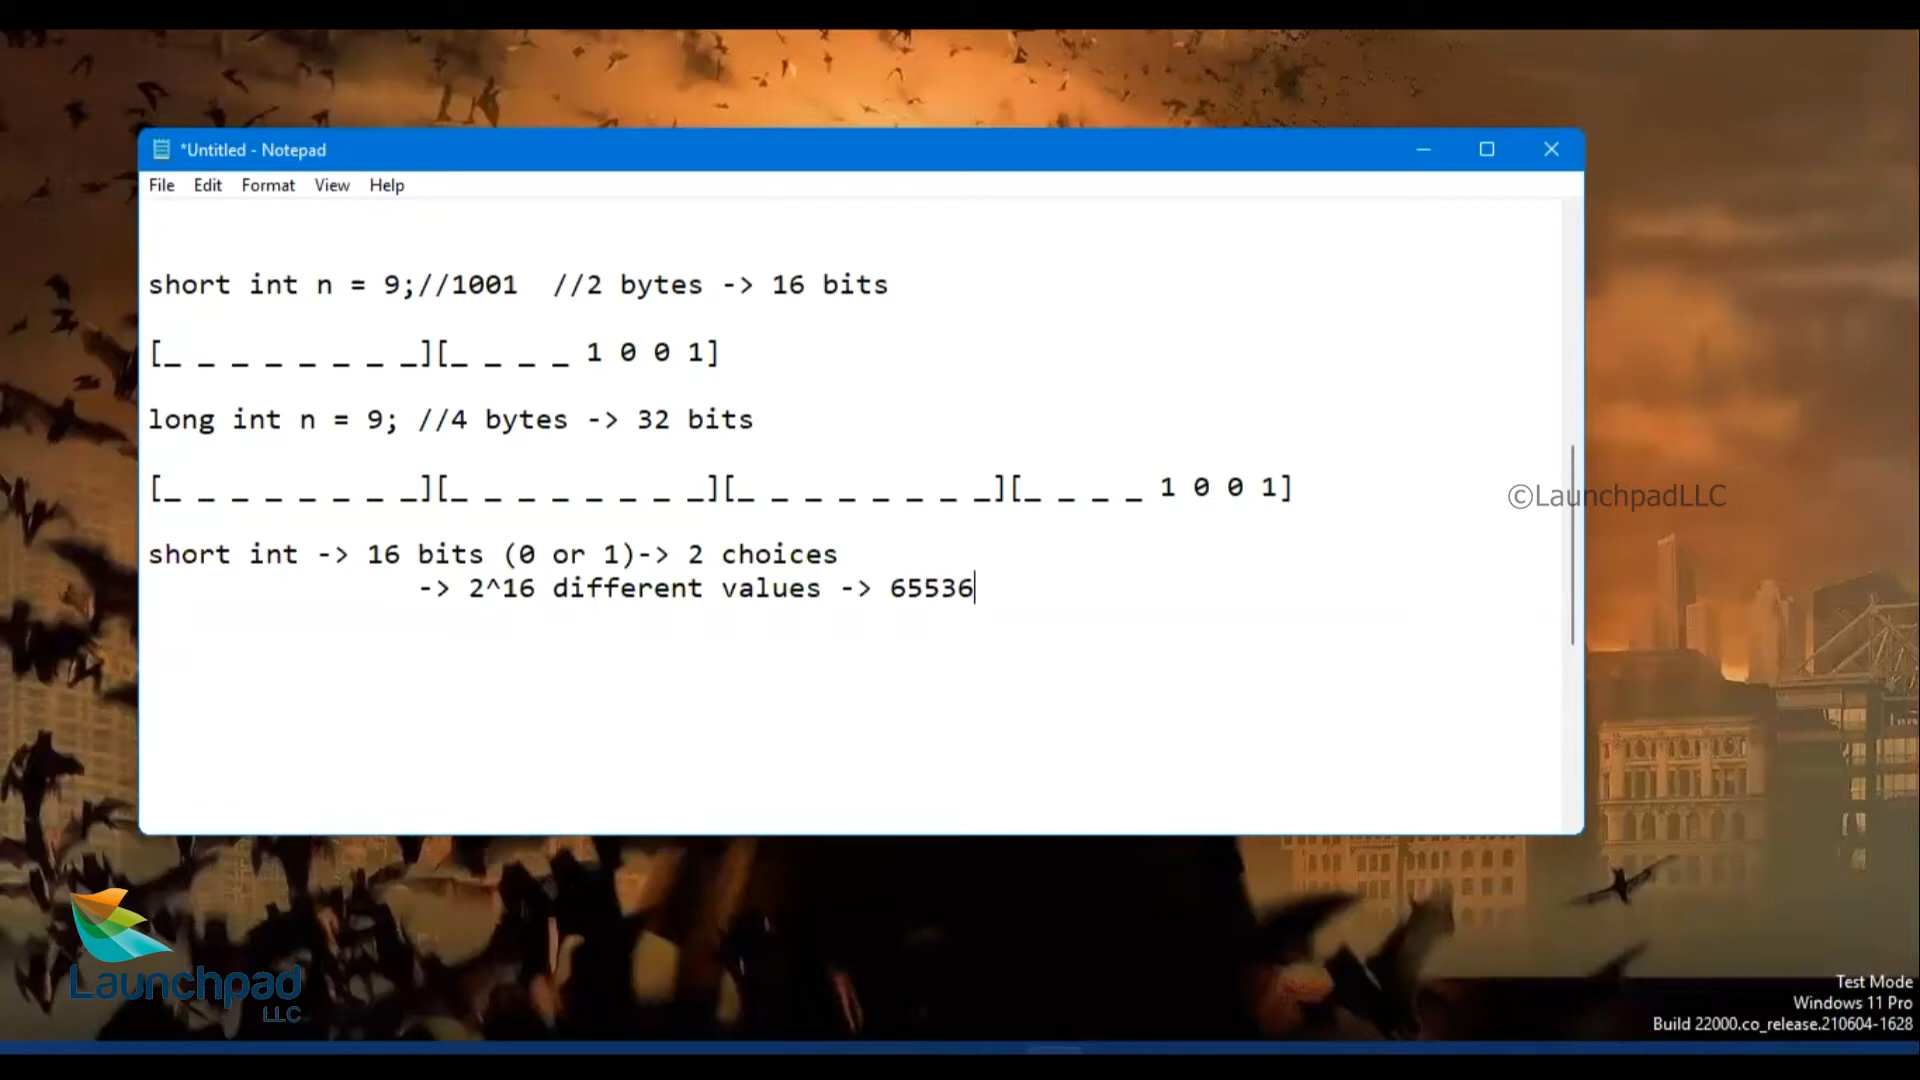 *Untitled - Notepad
File Edit Format View Help
short int n = 9;//1001  //2 bytes -> 16 bits
[_ _ _ _ _ _ _ _][_ _ _ _ 1 0 0 1]
long int n = 9; //4 bytes -> 32 bits
[_ _ _ _ _ _ _ _][_ _ _ _ _ _ _ _][_ _ _ _ _ _ _ _][_ _ _ _ 1 0 0 1]
©LaunchpadLLC
short int -> 16 bits (0 or 1)-> 2 choices
-> 2^16 different values -> 65536
Launchpad
LLC
Test Mode
Windows 11 Pro
Build 22000.co_release.210604-1628